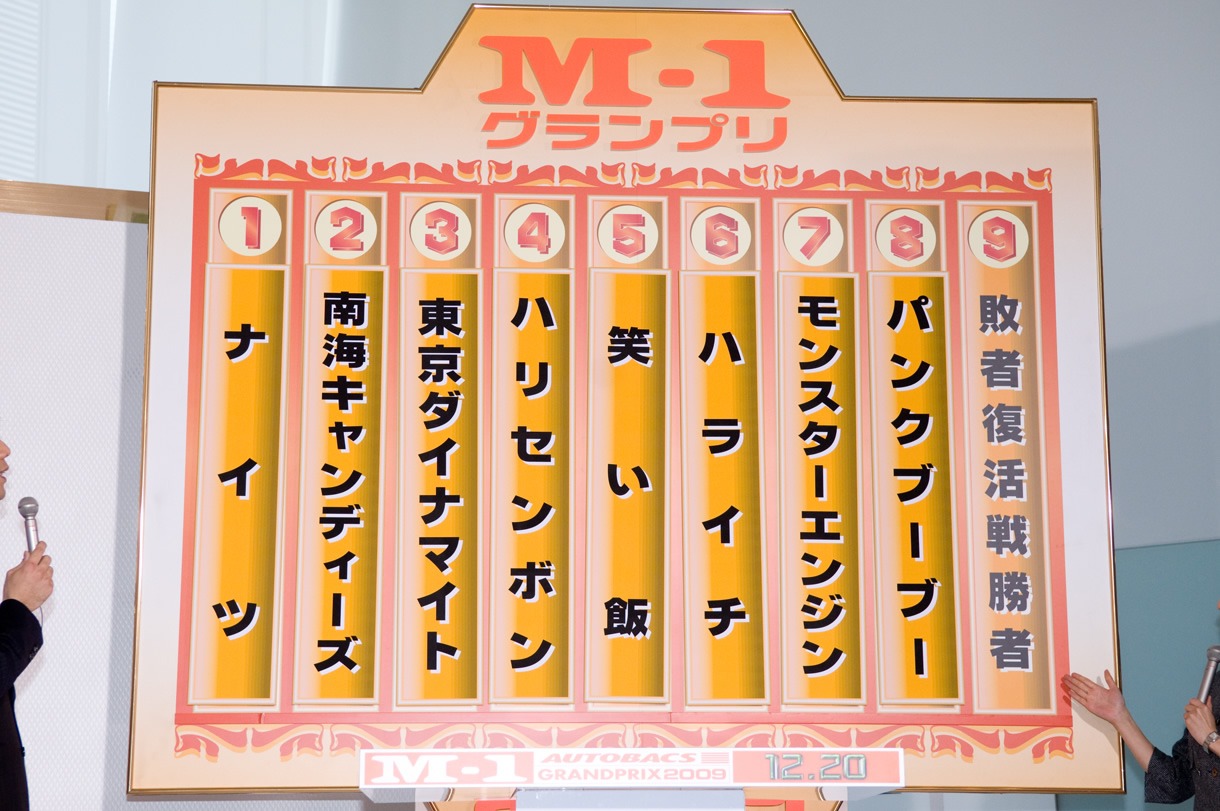 M-1
グランプリ
1
ナイツ
2
南海キャンディーズ
3
東京ダイナマイト
4
ハリセンボン
5
笑い飯
6
ハライチ
7
モンスターエンジン
8
パンクブーブー
9
敗者復活戦勝者
M-1
AUTOBACS
GRANDPRIX2009
12.20